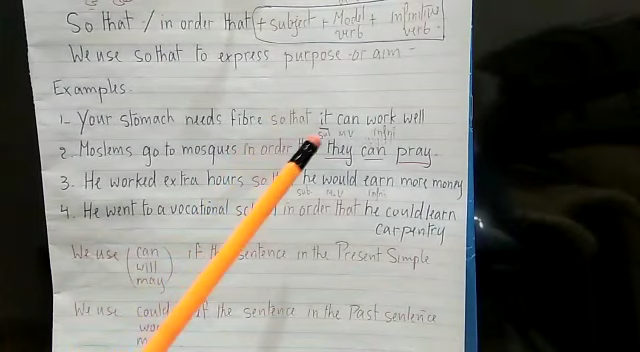 So that / in order that + subject + Model verb + infinitive verb.
We use so that to express purpose or aim
Examples.
1- Your stomach needs fibre so that it can work well
sub MV infini
2. Moslems go to mosques in order they can pray.
3. He worked extra hours so he would earn more money
sub. M.V infini
4. He went to a vocational in order that he could learn carpentry
We use (can will may) if the sentence in the Present Simple
We use could if the sentence in the Past sentence